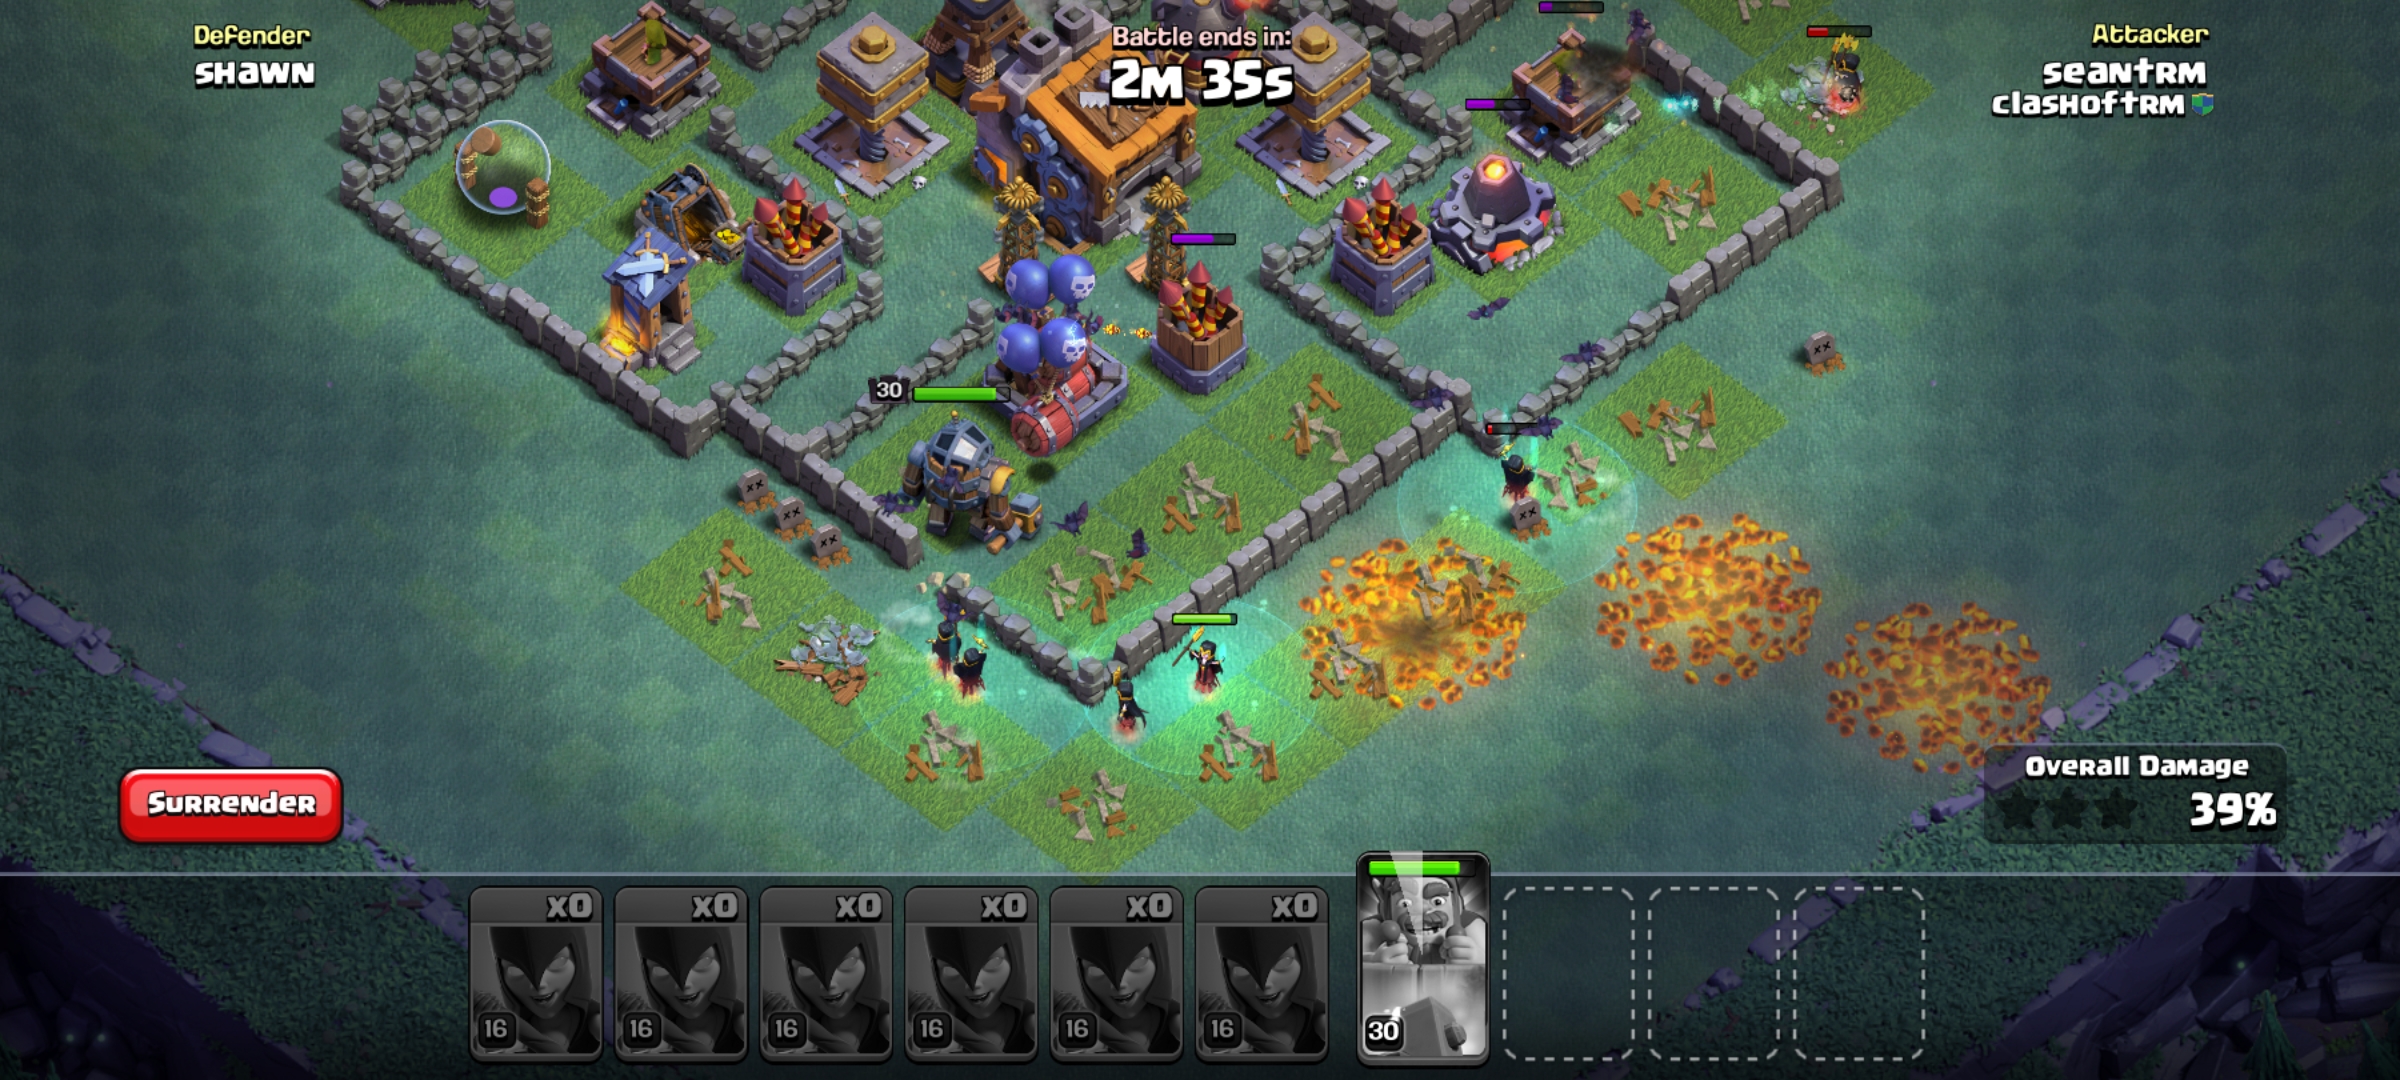 Defender
SHAWN
Battle ends in:
2M 35s
Attacker
seantRM
clashoftRM
30
Surrender
Overall Damage
39%
x0
x0
x0
x0
x0
x0
16
16
16
16
16
16
30